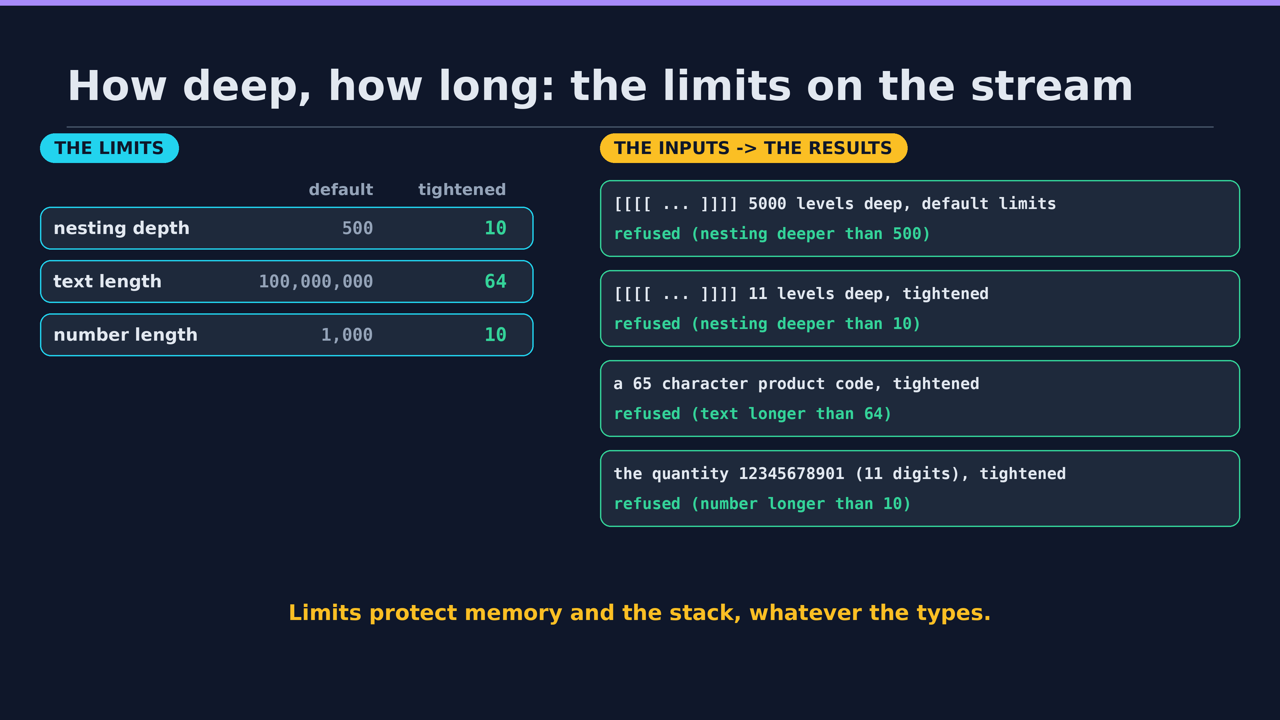 How deep, how long: the limits on the stream
THE LIMITS
default tightened
nesting depth 500 10
text length 100,000,000 64
number length 1,000 10
THE INPUTS -> THE RESULTS
[[[[ ... ]]]] 5000 levels deep, default limits
refused (nesting deeper than 500)
[[[[ ... ]]]] 11 levels deep, tightened
refused (nesting deeper than 10)
a 65 character product code, tightened
refused (text longer than 64)
the quantity 12345678901 (11 digits), tightened
refused (number longer than 10)
Limits protect memory and the stack, whatever the types.